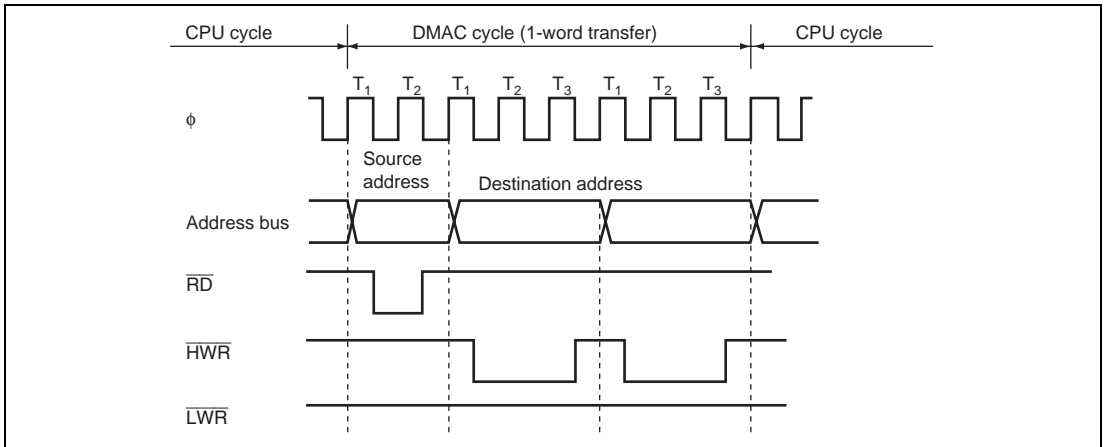 CPU cycle DMAC cycle (1-word transfer) CPU cycle
T1 T2 T1 T2 T3 T1 T2 T3
φ
Source
address Destination address
Address bus
RD
HWR
LWR